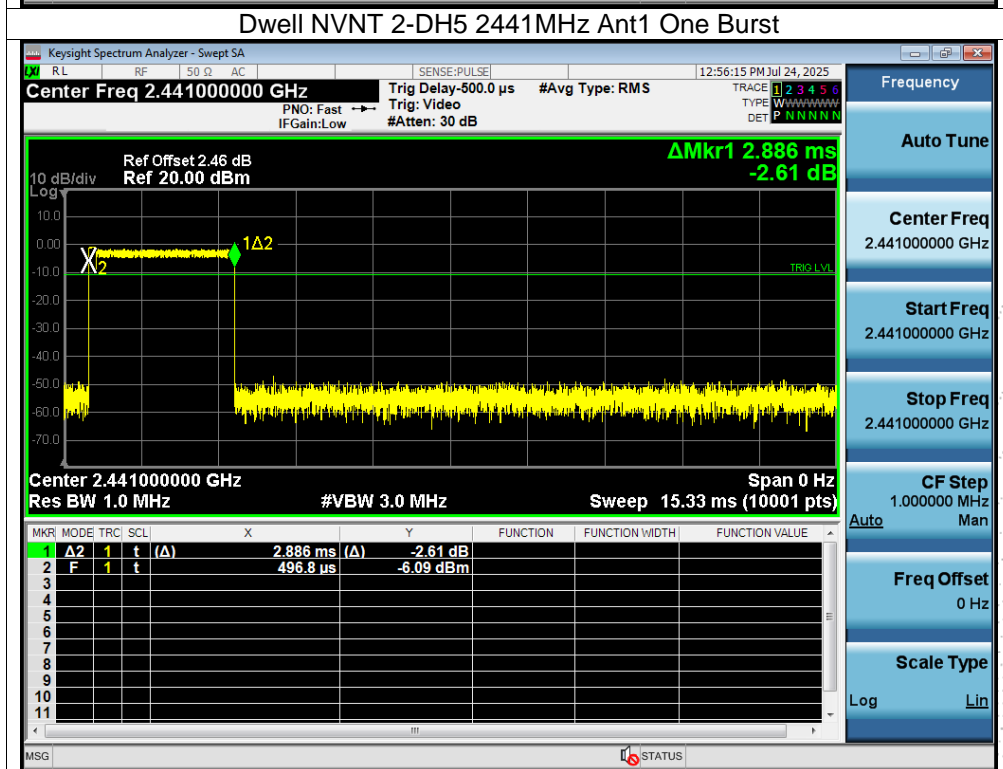 Dwell NVNT 2-DH5 2441MHz Ant1 One Burst
Keysight Spectrum Analyzer - Swept SA
LXI RL RF 50 Ω AC SENSE:PULSE 12:56:15 PM Jul 24, 2025
Center Freq 2.441000000 GHz
PNO: Fast
IFGain:Low
Trig Delay-500.0 µs
Trig: Video
#Atten: 30 dB
#Avg Type: RMS
TRACE 1 2 3 4 5 6
TYPE WWWWWWW
DET P N N N N N
ΔMkr1 2.886 ms
-2.61 dB
Ref Offset 2.46 dB
10 dB/div Ref 20.00 dBm
Log
10.0
0.00
-10.0
-20.0
-30.0
-40.0
-50.0
-60.0
-70.0
1Δ2
2
TRIG LVL
Center 2.441000000 GHz Span 0 Hz
Res BW 1.0 MHz #VBW 3.0 MHz Sweep 15.33 ms (10001 pts)
MKR MODE TRC SCL X Y FUNCTION FUNCTION WIDTH FUNCTION VALUE
1 Δ2 1 t (Δ) 2.886 ms (Δ) -2.61 dB
2 F 1 t 496.8 µs -6.09 dBm
3
4
5
6
7
8
9
10
11
MSG STATUS
Frequency
Auto Tune
Center Freq
2.441000000 GHz
Start Freq
2.441000000 GHz
Stop Freq
2.441000000 GHz
CF Step
1.000000 MHz
Auto Man
Freq Offset
0 Hz
Scale Type
Log Lin